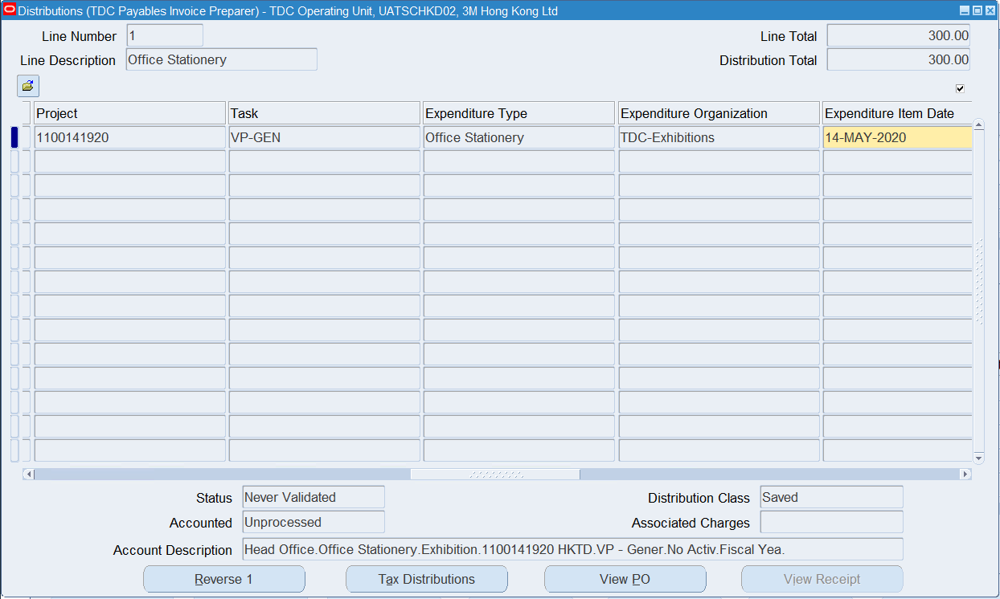 Distributions (TDC Payables Invoice Preparer) - TDC Operating Unit, UATSCHKD02, 3M Hong Kong Ltd
Line Number 1 Line Total 300.00
Line Description Office Stationery Distribution Total 300.00
Project Task Expenditure Type Expenditure Organization Expenditure Item Date
1100141920 VP-GEN Office Stationery TDC-Exhibitions 14-MAY-2020
Status Never Validated Distribution Class Saved
Accounted Unprocessed Associated Charges
Account Description Head Office.Office Stationery.Exhibition.1100141920 HKTD.VP - Gener.No Activ.Fiscal Yea.
Reverse 1 Tax Distributions View PO View Receipt